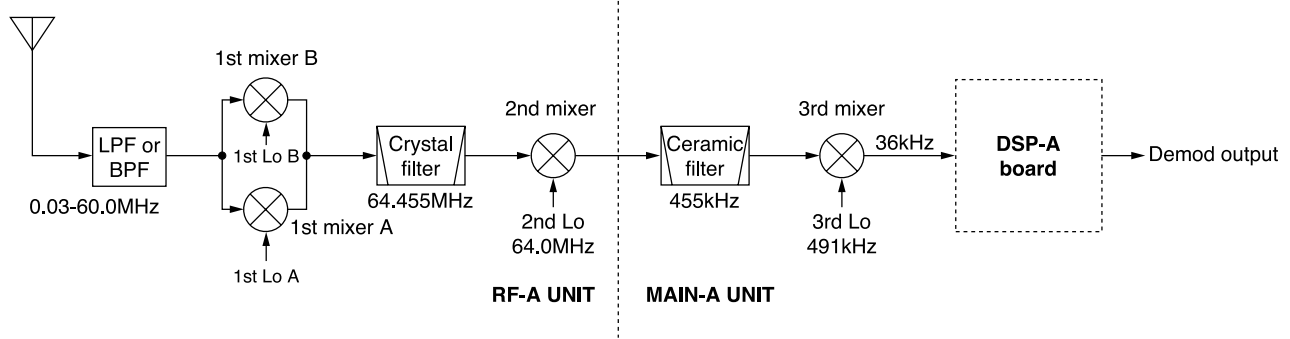 1st mixer B
LPF or
BPF
0.03-60.0MHz
1st Lo B
1st mixer A
1st Lo A
Crystal
filter
64.455MHz
2nd mixer
2nd Lo
64.0MHz
RF-A UNIT
MAIN-A UNIT
Ceramic
filter
455kHz
3rd mixer
3rd Lo
491kHz
36kHz
DSP-A
board
Demod output